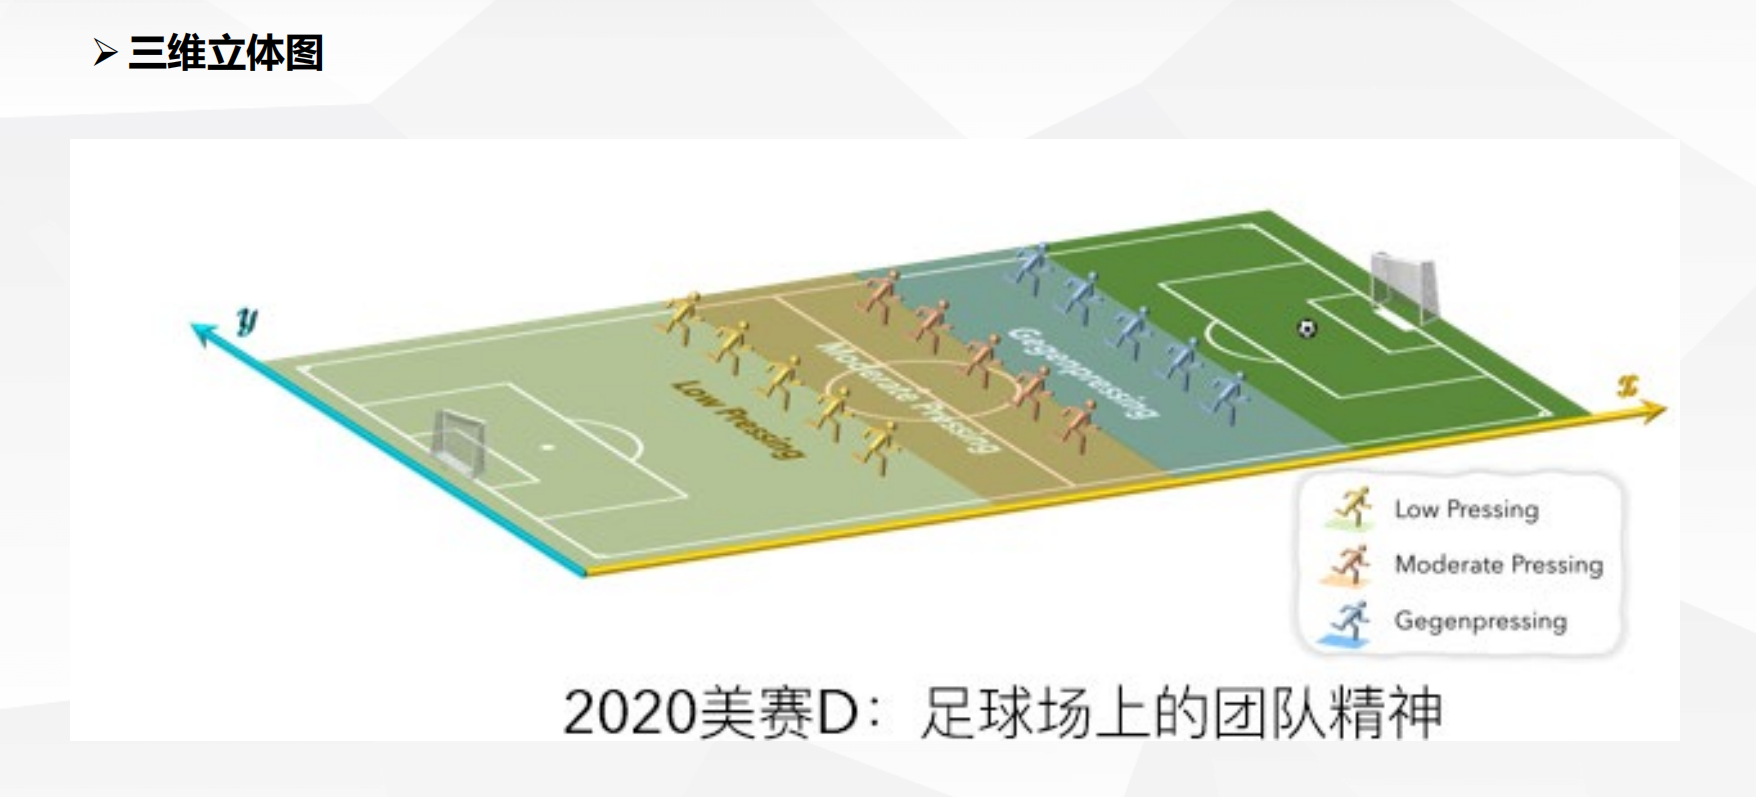 ➢ 三维立体图
y
x
Low Pressing
Moderate Pressing
Gegenpressing
Low Pressing
Moderate Pressing
Gegenpressing
2020美赛D：足球场上的团队精神